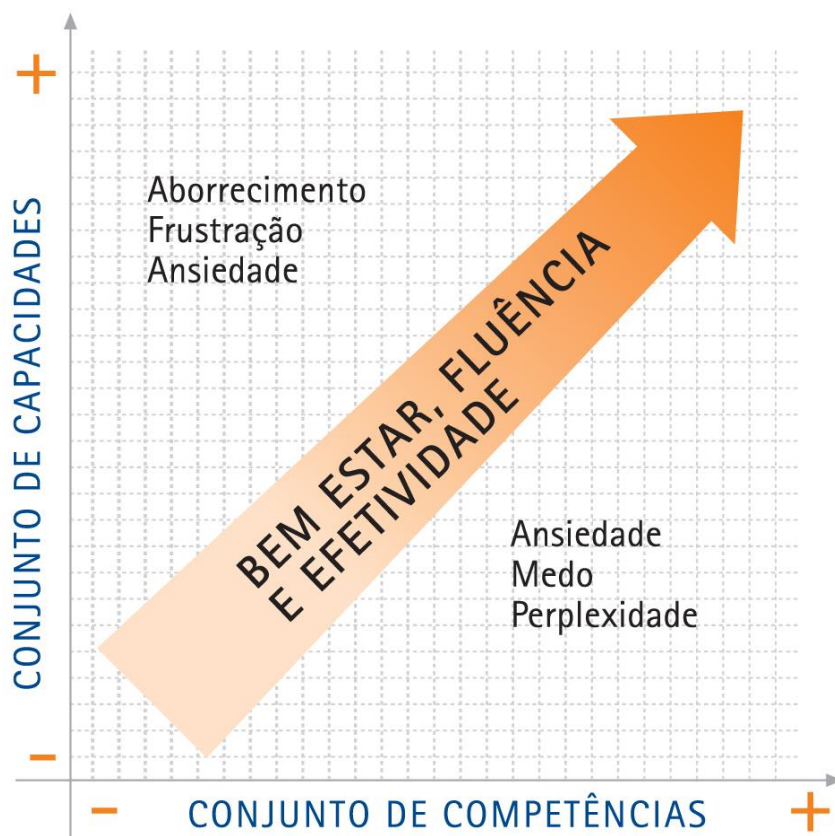 +
Aborrecimento
Frustração
Ansiedade
CONJUNTO DE CAPACIDADES
BEM ESTAR, FLUÊNCIA
E EFETIVIDADE
Ansiedade
Medo
Perplexidade
–
– CONJUNTO DE COMPETÊNCIAS +